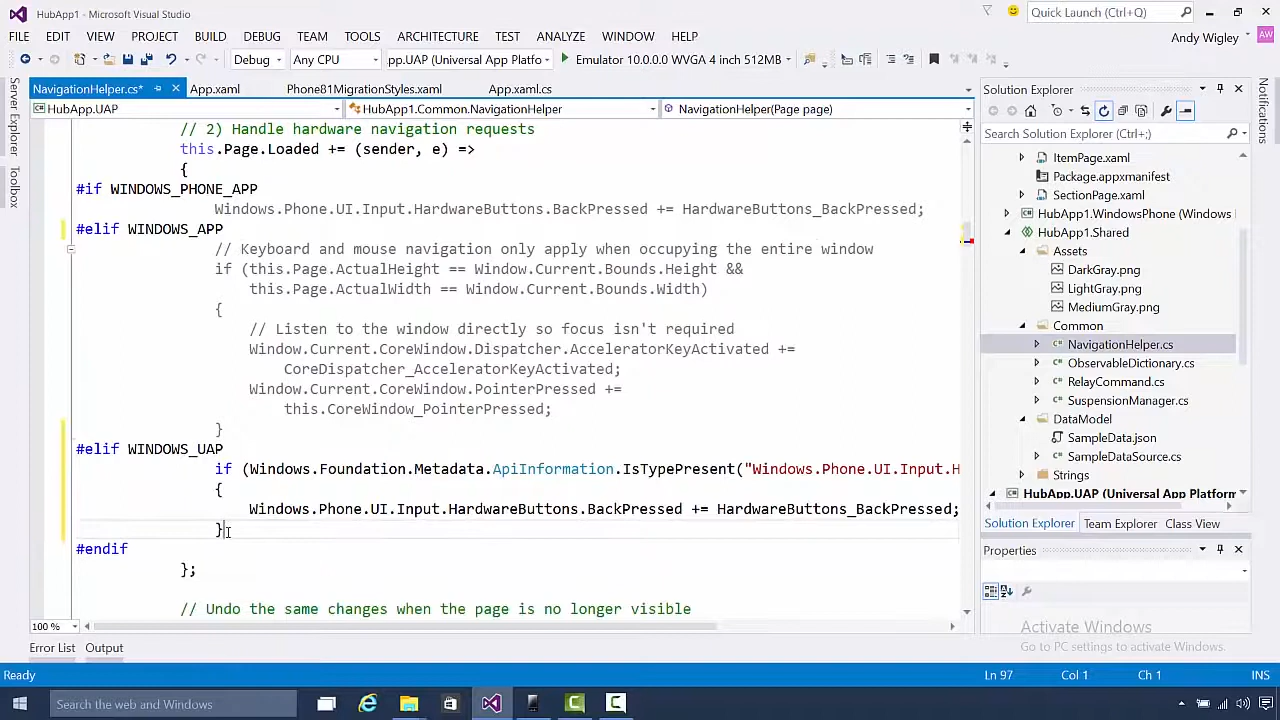 HubApp1 - Microsoft Visual Studio
Quick Launch (Ctrl+Q)
FILE EDIT VIEW PROJECT BUILD DEBUG TEAM TOOLS ARCHITECTURE TEST ANALYZE WINDOW HELP
Andy Wigley
AW
Debug Any CPU pp.UAP (Universal App Platfo Emulator 10.0.0.0 WVGA 4 inch 512MB
NavigationHelper.cs* App.xaml Phone81MigrationStyles.xaml App.xaml.cs
HubApp.UAP HubApp1.Common.NavigationHelper NavigationHelper(Page page)
Server Explorer
Toolbox
// 2) Handle hardware navigation requests
this.Page.Loaded += (sender, e) =>
{
#if WINDOWS_PHONE_APP
Windows.Phone.UI.Input.HardwareButtons.BackPressed += HardwareButtons_BackPressed;
#elif WINDOWS_APP
// Keyboard and mouse navigation only apply when occupying the entire window
if (this.Page.ActualHeight == Window.Current.Bounds.Height &&
this.Page.ActualWidth == Window.Current.Bounds.Width)
{
// Listen to the window directly so focus isn't required
Window.Current.CoreWindow.Dispatcher.AcceleratorKeyActivated +=
CoreDispatcher_AcceleratorKeyActivated;
Window.Current.CoreWindow.PointerPressed +=
this.CoreWindow_PointerPressed;
}
#elif WINDOWS_UAP
if (Windows.Foundation.Metadata.ApiInformation.IsTypePresent("Windows.Phone.UI.Input.H
{
Windows.Phone.UI.Input.HardwareButtons.BackPressed += HardwareButtons_BackPressed;
}
#endif
};
// Undo the same changes when the page is no longer visible
100 %
Error List Output
Solution Explorer
Search Solution Explorer (Ctrl+;)
ItemPage.xaml
Package.appxmanifest
SectionPage.xaml
HubApp1.WindowsPhone (Windows
HubApp1.Shared
Assets
DarkGray.png
LightGray.png
MediumGray.png
Common
NavigationHelper.cs
ObservableDictionary.cs
RelayCommand.cs
SuspensionManager.cs
DataModel
SampleData.json
SampleDataSource.cs
Strings
HubApp.UAP (Universal App Platform
Solution Explorer Team Explorer Class View
Properties
Activate Windows
Go to PC settings to activate Windows.
Notifications
Ready Ln 97 Col 1 Ch 1 INS
Search the web and Windows